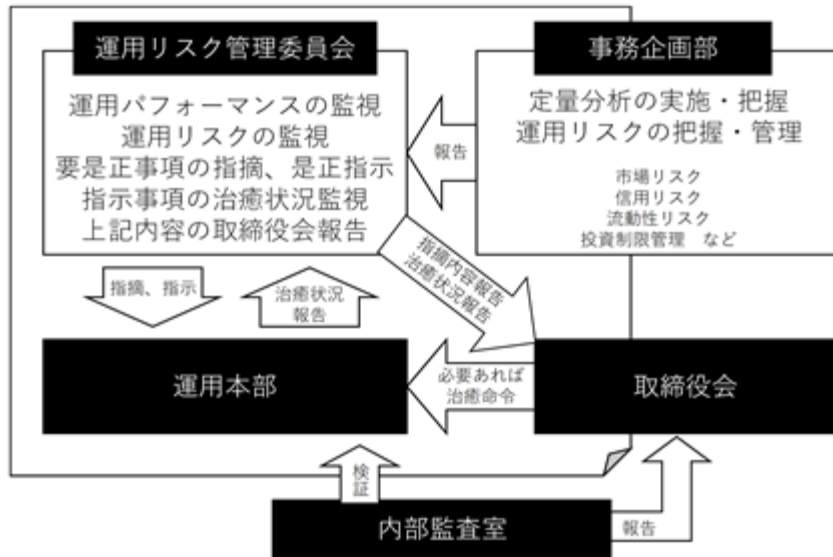 運用リスク管理委員会
運用パフォーマンスの監視
運用リスクの監視
要是正事項の指摘、是正指示
指示事項の治癒状況監視
上記内容の取締役会報告
事務企画部
定量分析の実施・把握
運用リスクの把握・管理
市場リスク
信用リスク
流動性リスク
投資制限管理　など
報告
指摘、指示
治癒状況
報告
指摘内容報告
治癒状況報告
運用本部
必要あれば
治癒命令
取締役会
検証
内部監査室
報告